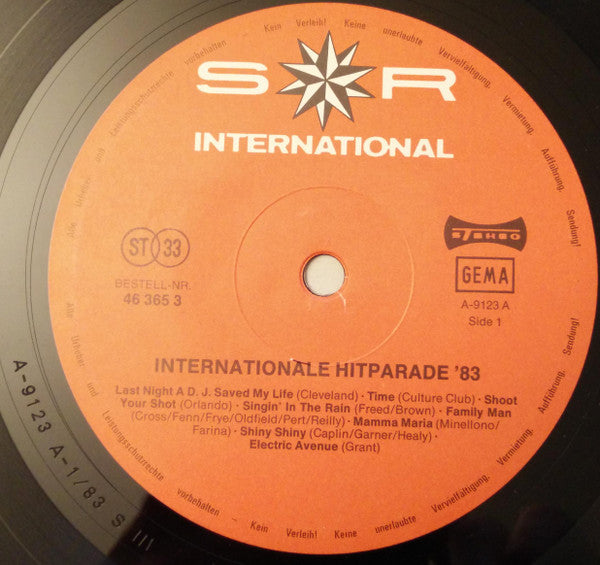 S R
INTERNATIONAL
ST 33
BESTELL-NR.
46 365 3
STEREO
GEMA
A-9123 A
Side 1
INTERNATIONALE HITPARADE '83
Last Night A D. J. Saved My Life (Cleveland) · Time (Culture Club) · Shoot
Your Shot (Orlando) · Singin' In The Rain (Freed/Brown) · Family Man
(Cross/Fenn/Frye/Oldfield/Pert/Reilly) · Mamma Maria (Minellono/
Farina) · Shiny Shiny (Caplin/Garner/Healy) ·
Electric Avenue (Grant)
Alle Urheber und Leistungsschutzrechte vorbehalten Kein Verleih! Keine unerlaubte Vervielfältigung, Vermietung, Aufführung, Sendung!
Alle Urheber und Leistungsschutzrechte vorbehalten Kein Verleih! Keine unerlaubte Vervielfältigung, Vermietung, Aufführung, Sendung!
A-9123 A-1/83 S III